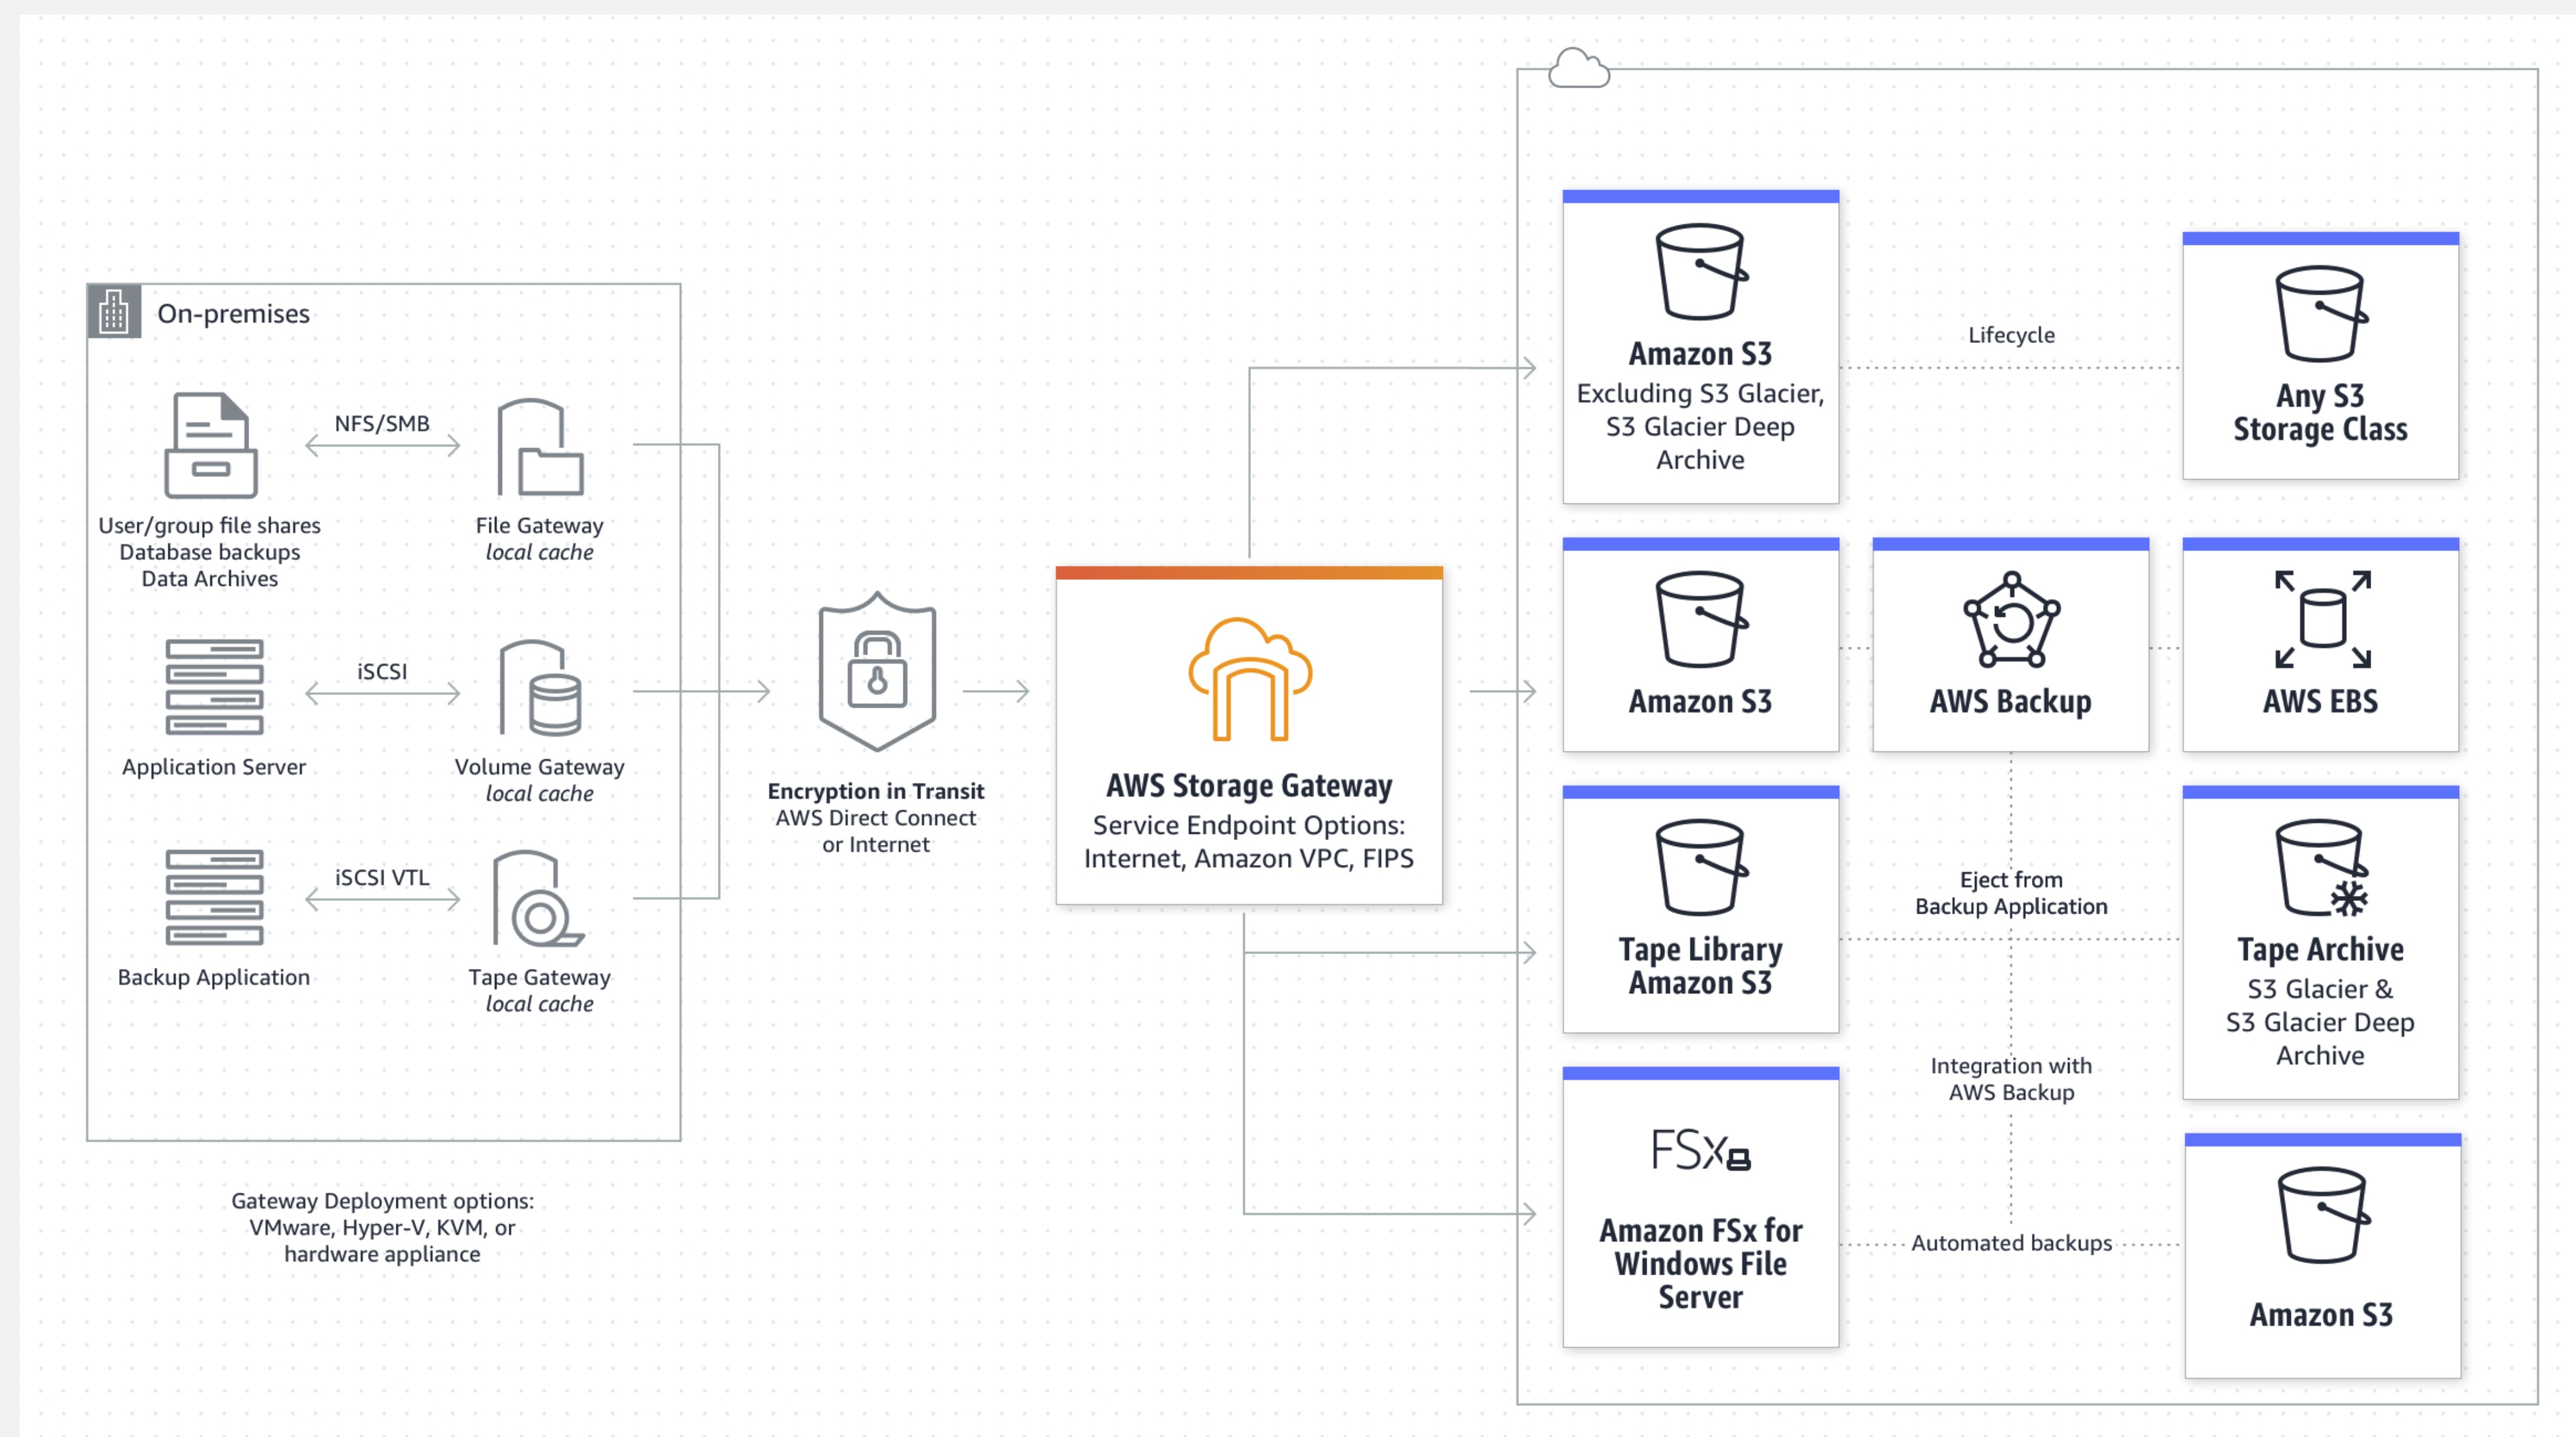 On-premises
NFS/SMB
User/group file shares
Database backups
Data Archives
File Gateway
local cache
iSCSI
Application Server
Volume Gateway
local cache
iSCSI VTL
Backup Application
Tape Gateway
local cache
Gateway Deployment options:
VMware, Hyper-V, KVM, or
hardware appliance
Encryption in Transit
AWS Direct Connect
or Internet
AWS Storage Gateway
Service Endpoint Options:
Internet, Amazon VPC, FIPS
Amazon S3
Excluding S3 Glacier,
S3 Glacier Deep
Archive
Lifecycle
Any S3
Storage Class
Amazon S3
AWS Backup
AWS EBS
Tape Library
Amazon S3
Eject from
Backup Application
Tape Archive
S3 Glacier &
S3 Glacier Deep
Archive
Integration with
AWS Backup
FSx
Amazon FSx for
Windows File
Server
Automated backups
Amazon S3